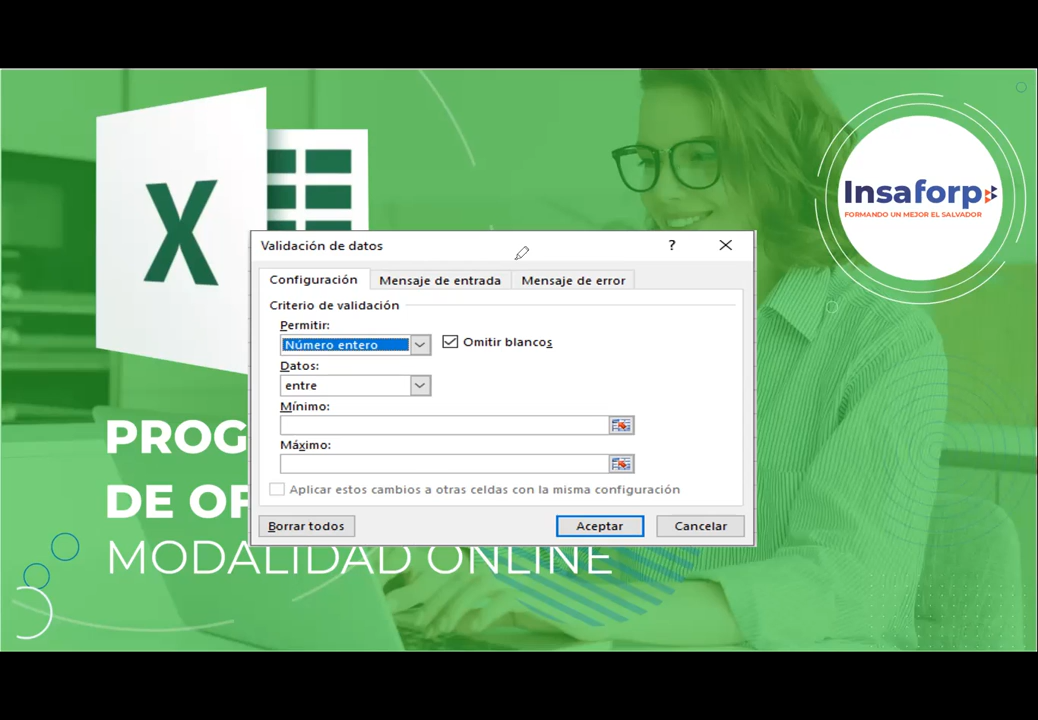 X
Insaforp
FORMANDO UN MEJOR EL SALVADOR
Validación de datos
?
Configuración
Mensaje de entrada
Mensaje de error
Criterio de validación
Permitir:
Número entero
Omitir blancos
Datos:
entre
Mínimo:
Máximo:
Aplicar estos cambios a otras celdas con la misma configuración
Borrar todos
Aceptar
Cancelar
PROG
DE OF
MODALIDAD ONLINE